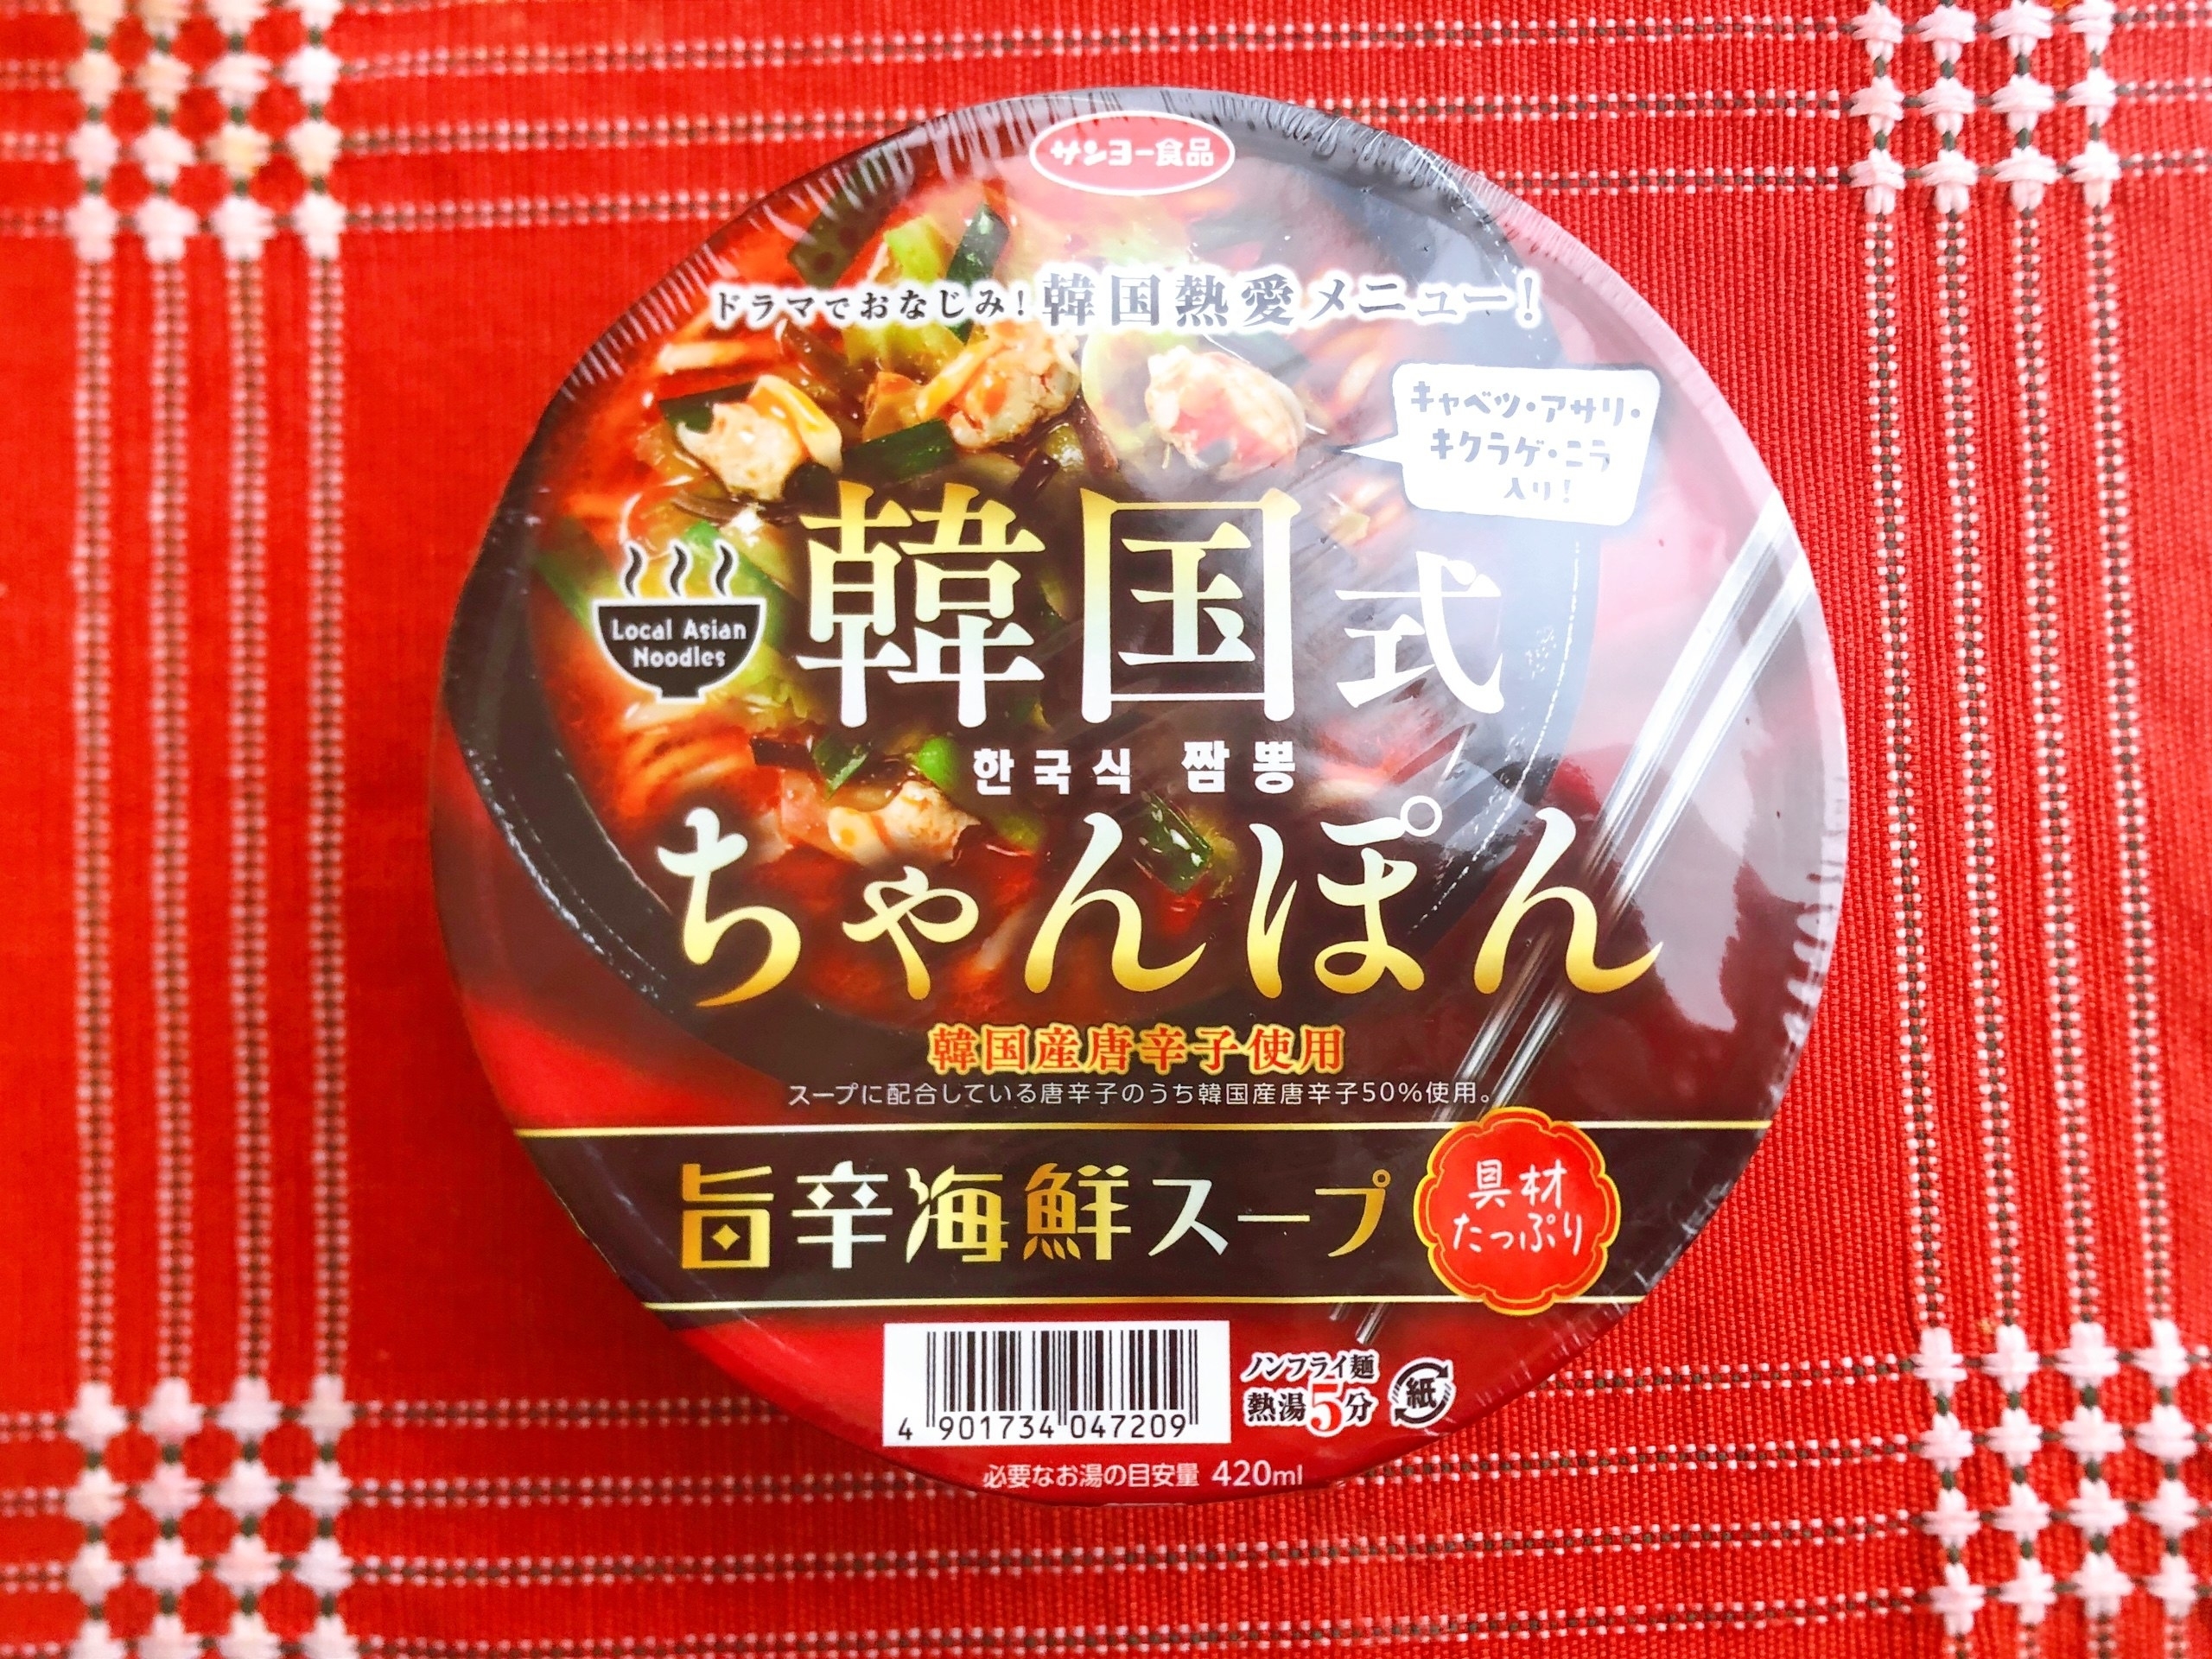 サンヨー食品
ドラマでおなじみ！韓国熱愛メニュー！
キャベツ・アサリ・
キクラゲ・ニラ
入り！
Local Asian
Noodles
韓国式
한국식 짬뽕
ちゃんぽん
韓国産唐辛子使用
スープに配合している唐辛子のうち韓国産唐辛子50%使用。
旨辛海鮮スープ
具材
たっぷり
4 901734 047209
ノンフライ麺
熱湯5分
紙
必要なお湯の目安量 420ml